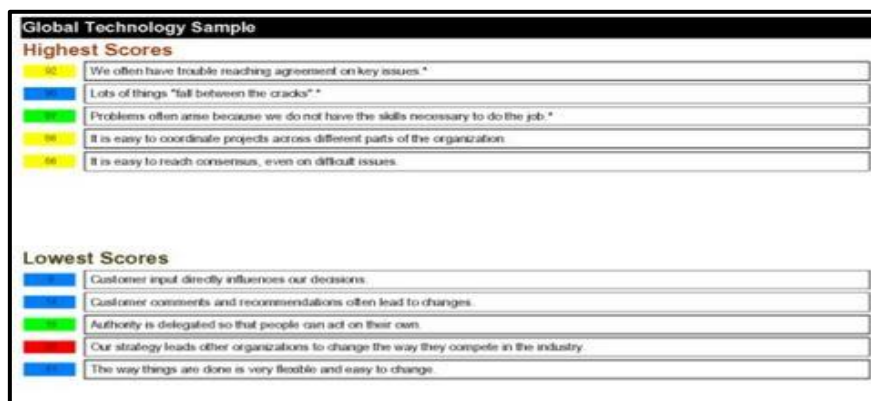 Global Technology Sample
Highest Scores
We often have trouble reaching agreement on key issues.*
Lots of things "fall between the cracks".*
Problems often arise because we do not have the skills necessary to do the job.*
It is easy to coordinate projects across different parts of the organization
It is easy to reach consensus, even on difficult issues.
Lowest Scores
Customer input directly influences our decisions.
Customer comments and recommendations often lead to changes.
Authority is delegated so that people can act on their own.
Our strategy leads other organizations to change the way they compete in the industry.
The way things are done is very flexible and easy to change.